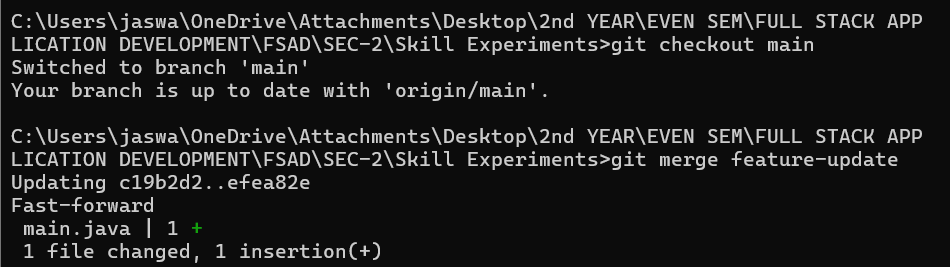 C:\Users\jaswa\OneDrive\Attachments\Desktop\2nd YEAR\EVEN SEM\FULL STACK APP
LICATION DEVELOPMENT\FSAD\SEC-2\Skill Experiments>git checkout main
Switched to branch 'main'
Your branch is up to date with 'origin/main'.
C:\Users\jaswa\OneDrive\Attachments\Desktop\2nd YEAR\EVEN SEM\FULL STACK APP
LICATION DEVELOPMENT\FSAD\SEC-2\Skill Experiments>git merge feature-update
Updating c19b2d2..efea82e
Fast-forward
 main.java | 1 +
 1 file changed, 1 insertion(+)